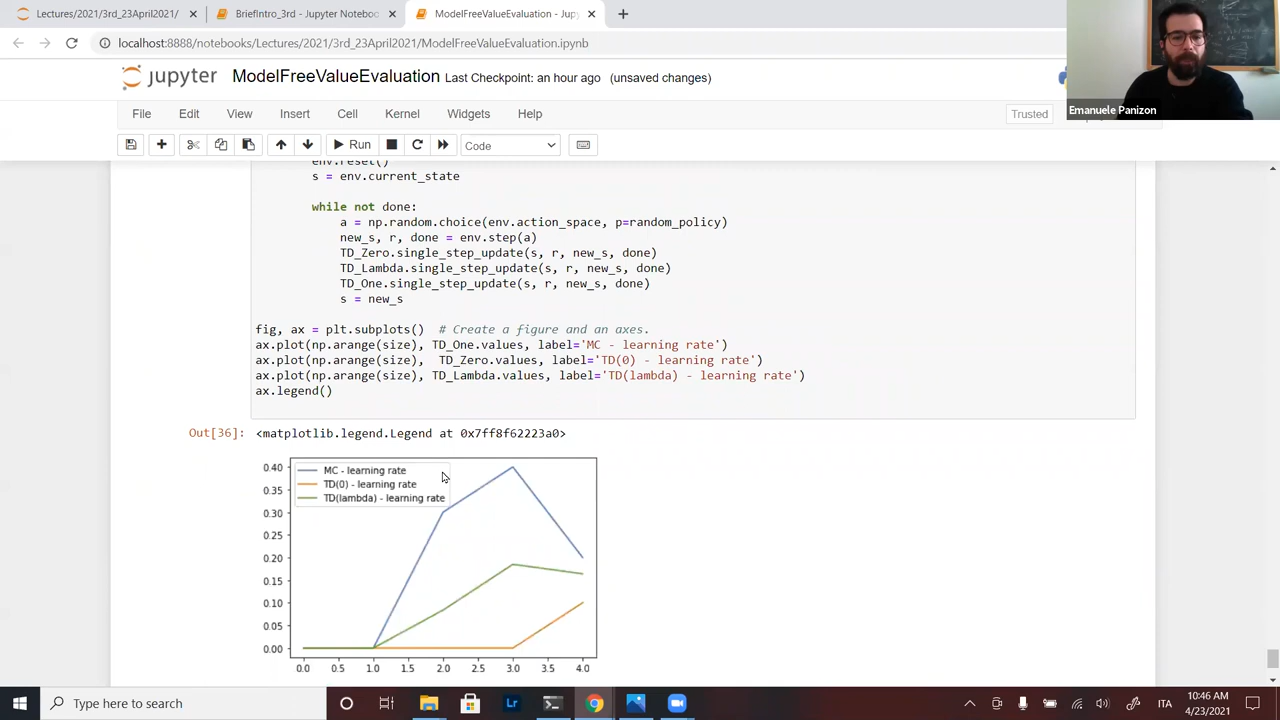 Lectures/2021/3rd_23April2021/
BriefIntro_3rd - Jupyter Noteboo
ModelFreeValueEvaluation - Jup
localhost:8888/notebooks/Lectures/2021/3rd_23April2021/ModelFreeValueEvaluation.ipynb
Emanuele Panizon
jupyter ModelFreeValueEvaluation Last Checkpoint: an hour ago (unsaved changes)
File Edit View Insert Cell Kernel Widgets Help Trusted
Run Code
env.reset()
s = env.current_state
while not done:
a = np.random.choice(env.action_space, p=random_policy)
new_s, r, done = env.step(a)
TD_Zero.single_step_update(s, r, new_s, done)
TD_Lambda.single_step_update(s, r, new_s, done)
TD_One.single_step_update(s, r, new_s, done)
s = new_s
fig, ax = plt.subplots()  # Create a figure and an axes.
ax.plot(np.arange(size), TD_One.values, label='MC - learning rate')
ax.plot(np.arange(size),  TD_Zero.values, label='TD(0) - learning rate')
ax.plot(np.arange(size), TD_Lambda.values, label='TD(lambda) - learning rate')
ax.legend()
Out[36]: <matplotlib.legend.Legend at 0x7ff8f62223a0>
MC - learning rate
TD(0) - learning rate
TD(lambda) - learning rate
0.40
0.35
0.30
0.25
0.20
0.15
0.10
0.05
0.00
0.0 0.5 1.0 1.5 2.0 2.5 3.0 3.5 4.0
Type here to search
ITA
10:46 AM
4/23/2021